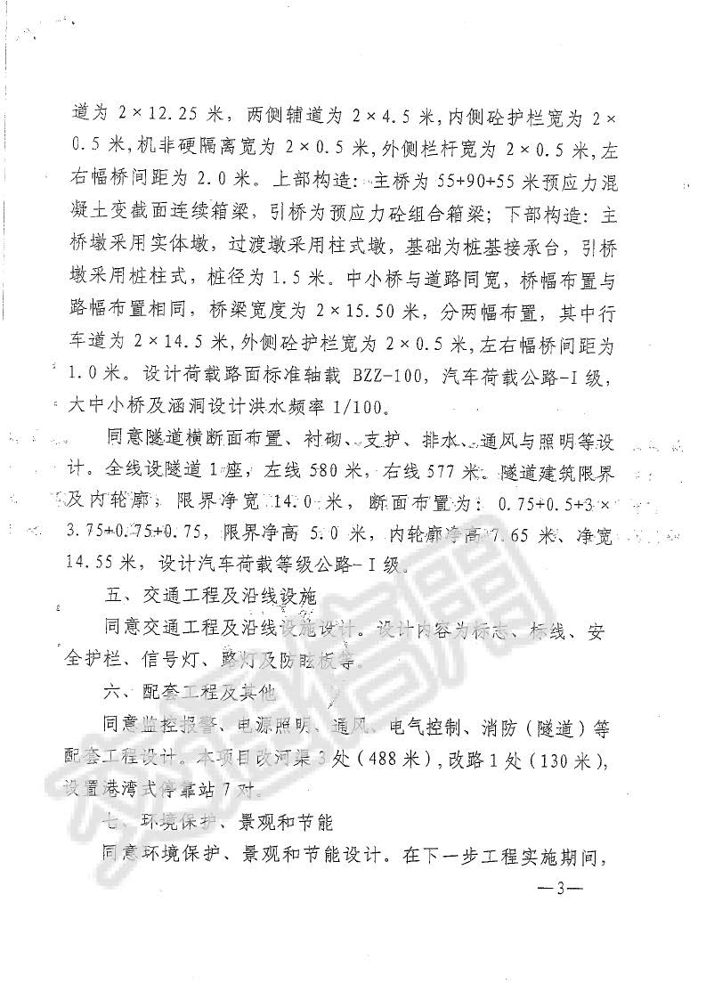 道为 2×12.25 米，两侧辅道为 2×4.5 米,内侧砼护栏宽为 2×
0.5 米,机非硬隔离宽为 2×0.5 米,外侧栏杆宽为 2×0.5 米,左
右幅桥间距为 2.0 米。上部构造：主桥为 55+90+55 米预应力混
凝土变截面连续箱梁，引桥为预应力砼组合箱梁；下部构造：主
桥墩采用实体墩，过渡墩采用柱式墩，基础为桩基接承台，引桥
墩采用桩柱式，桩径为 1.5 米。中小桥与道路同宽，桥幅布置与
路幅布置相同，桥梁宽度为 2×15.50 米，分两幅布置，其中行
车道为 2×14.5 米,外侧砼护栏宽为 2×0.5 米,左右幅桥间距为
1.0 米。设计荷载路面标准轴载 BZZ-100，汽车荷载公路-I 级，
大中小桥及涵洞设计洪水频率 1/100。
同意隧道横断面布置、衬砌、支护、排水、通风与照明等设
计。全线设隧道 1 座，左线 580 米，右线 577 米。隧道建筑限界
及内轮廓，限界净宽 14.0 米，断面布置为：0.75+0.5+3×
3.75+0.75+0.75，限界净高 5.0 米，内轮廓净高 7.65 米、净宽
14.55 米，设计汽车荷载等级公路-I 级。
五、交通工程及沿线设施
同意交通工程及沿线设施设计。设计内容为标志、标线、安
全护栏、信号灯、路灯及防眩板等。
六、配套工程及其他
同意监控报警、电源照明、通风、电气控制、消防（隧道）等
配套工程设计。本项目改河渠 3 处（488 米）,改路 1 处（130 米），
设置港湾式停靠站 7 对。
七、环境保护、景观和节能
同意环境保护、景观和节能设计。在下一步工程实施期间，
—3—